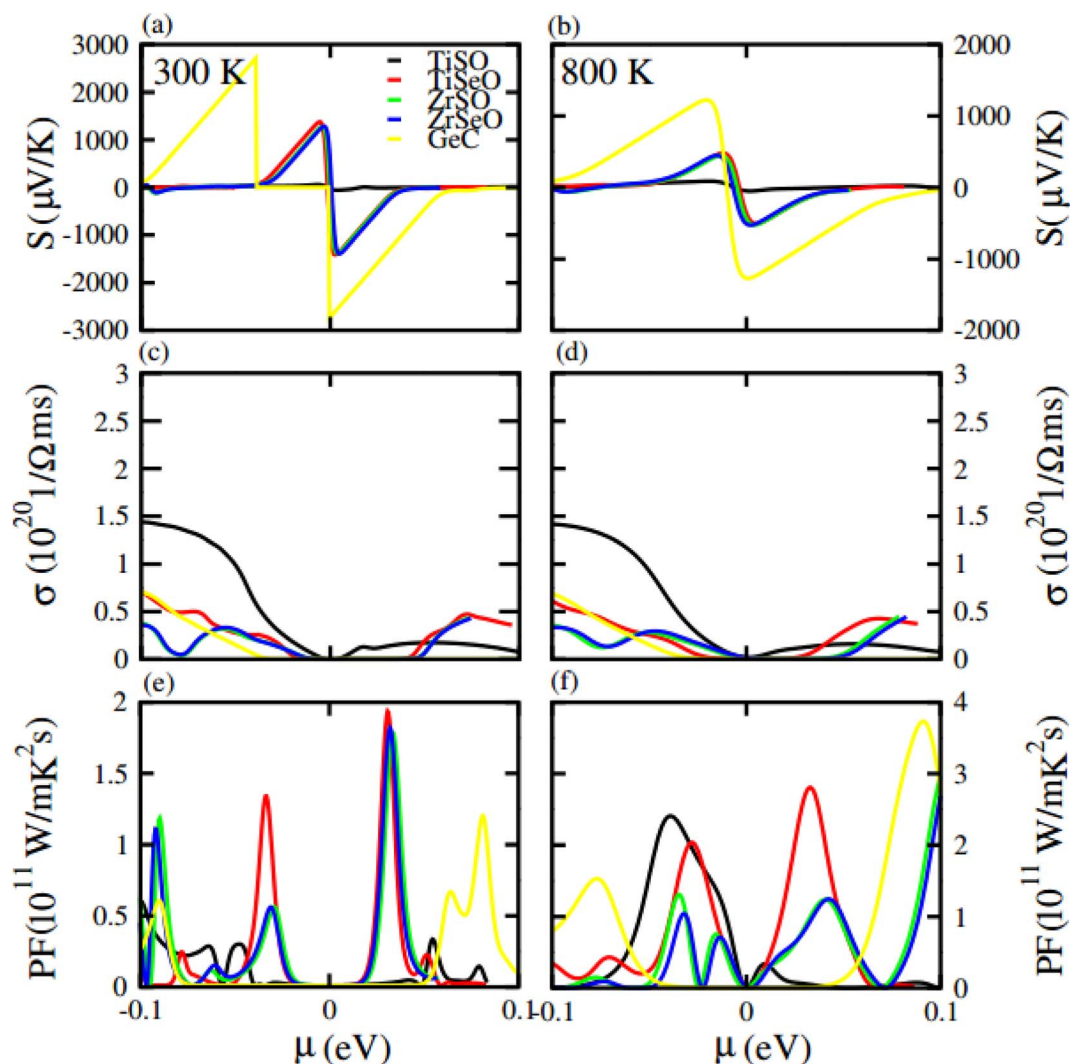 (a)
(b)
3000
2000
1000
0
-1000
-2000
-3000
S(μV/K)
300 K
TiSO
TiSeO
ZrSO
ZrSeO
GeC
800 K
2000
1000
0
-1000
-2000
S(μV/K)
(c)
(d)
3
2.5
2
1.5
1
0.5
0
σ (10²⁰1/Ωms)
3
2.5
2
1.5
1
0.5
0
σ (10²⁰1/Ωms)
(e)
(f)
2
1.5
1
0.5
0
PF(10¹¹ W/mK²s)
4
3
2
1
0
PF(10¹¹ W/mK²s)
-0.1
0
0.1
-0.1
0
0.1
μ (eV)
μ (eV)